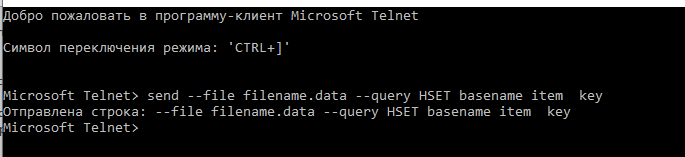 Добро пожаловать в программу-клиент Microsoft Telnet
Символ переключения режима: 'CTRL+]'
Microsoft Telnet> send --file filename.data --query HSET basename item  key
Отправлена строка: --file filename.data --query HSET basename item  key
Microsoft Telnet>